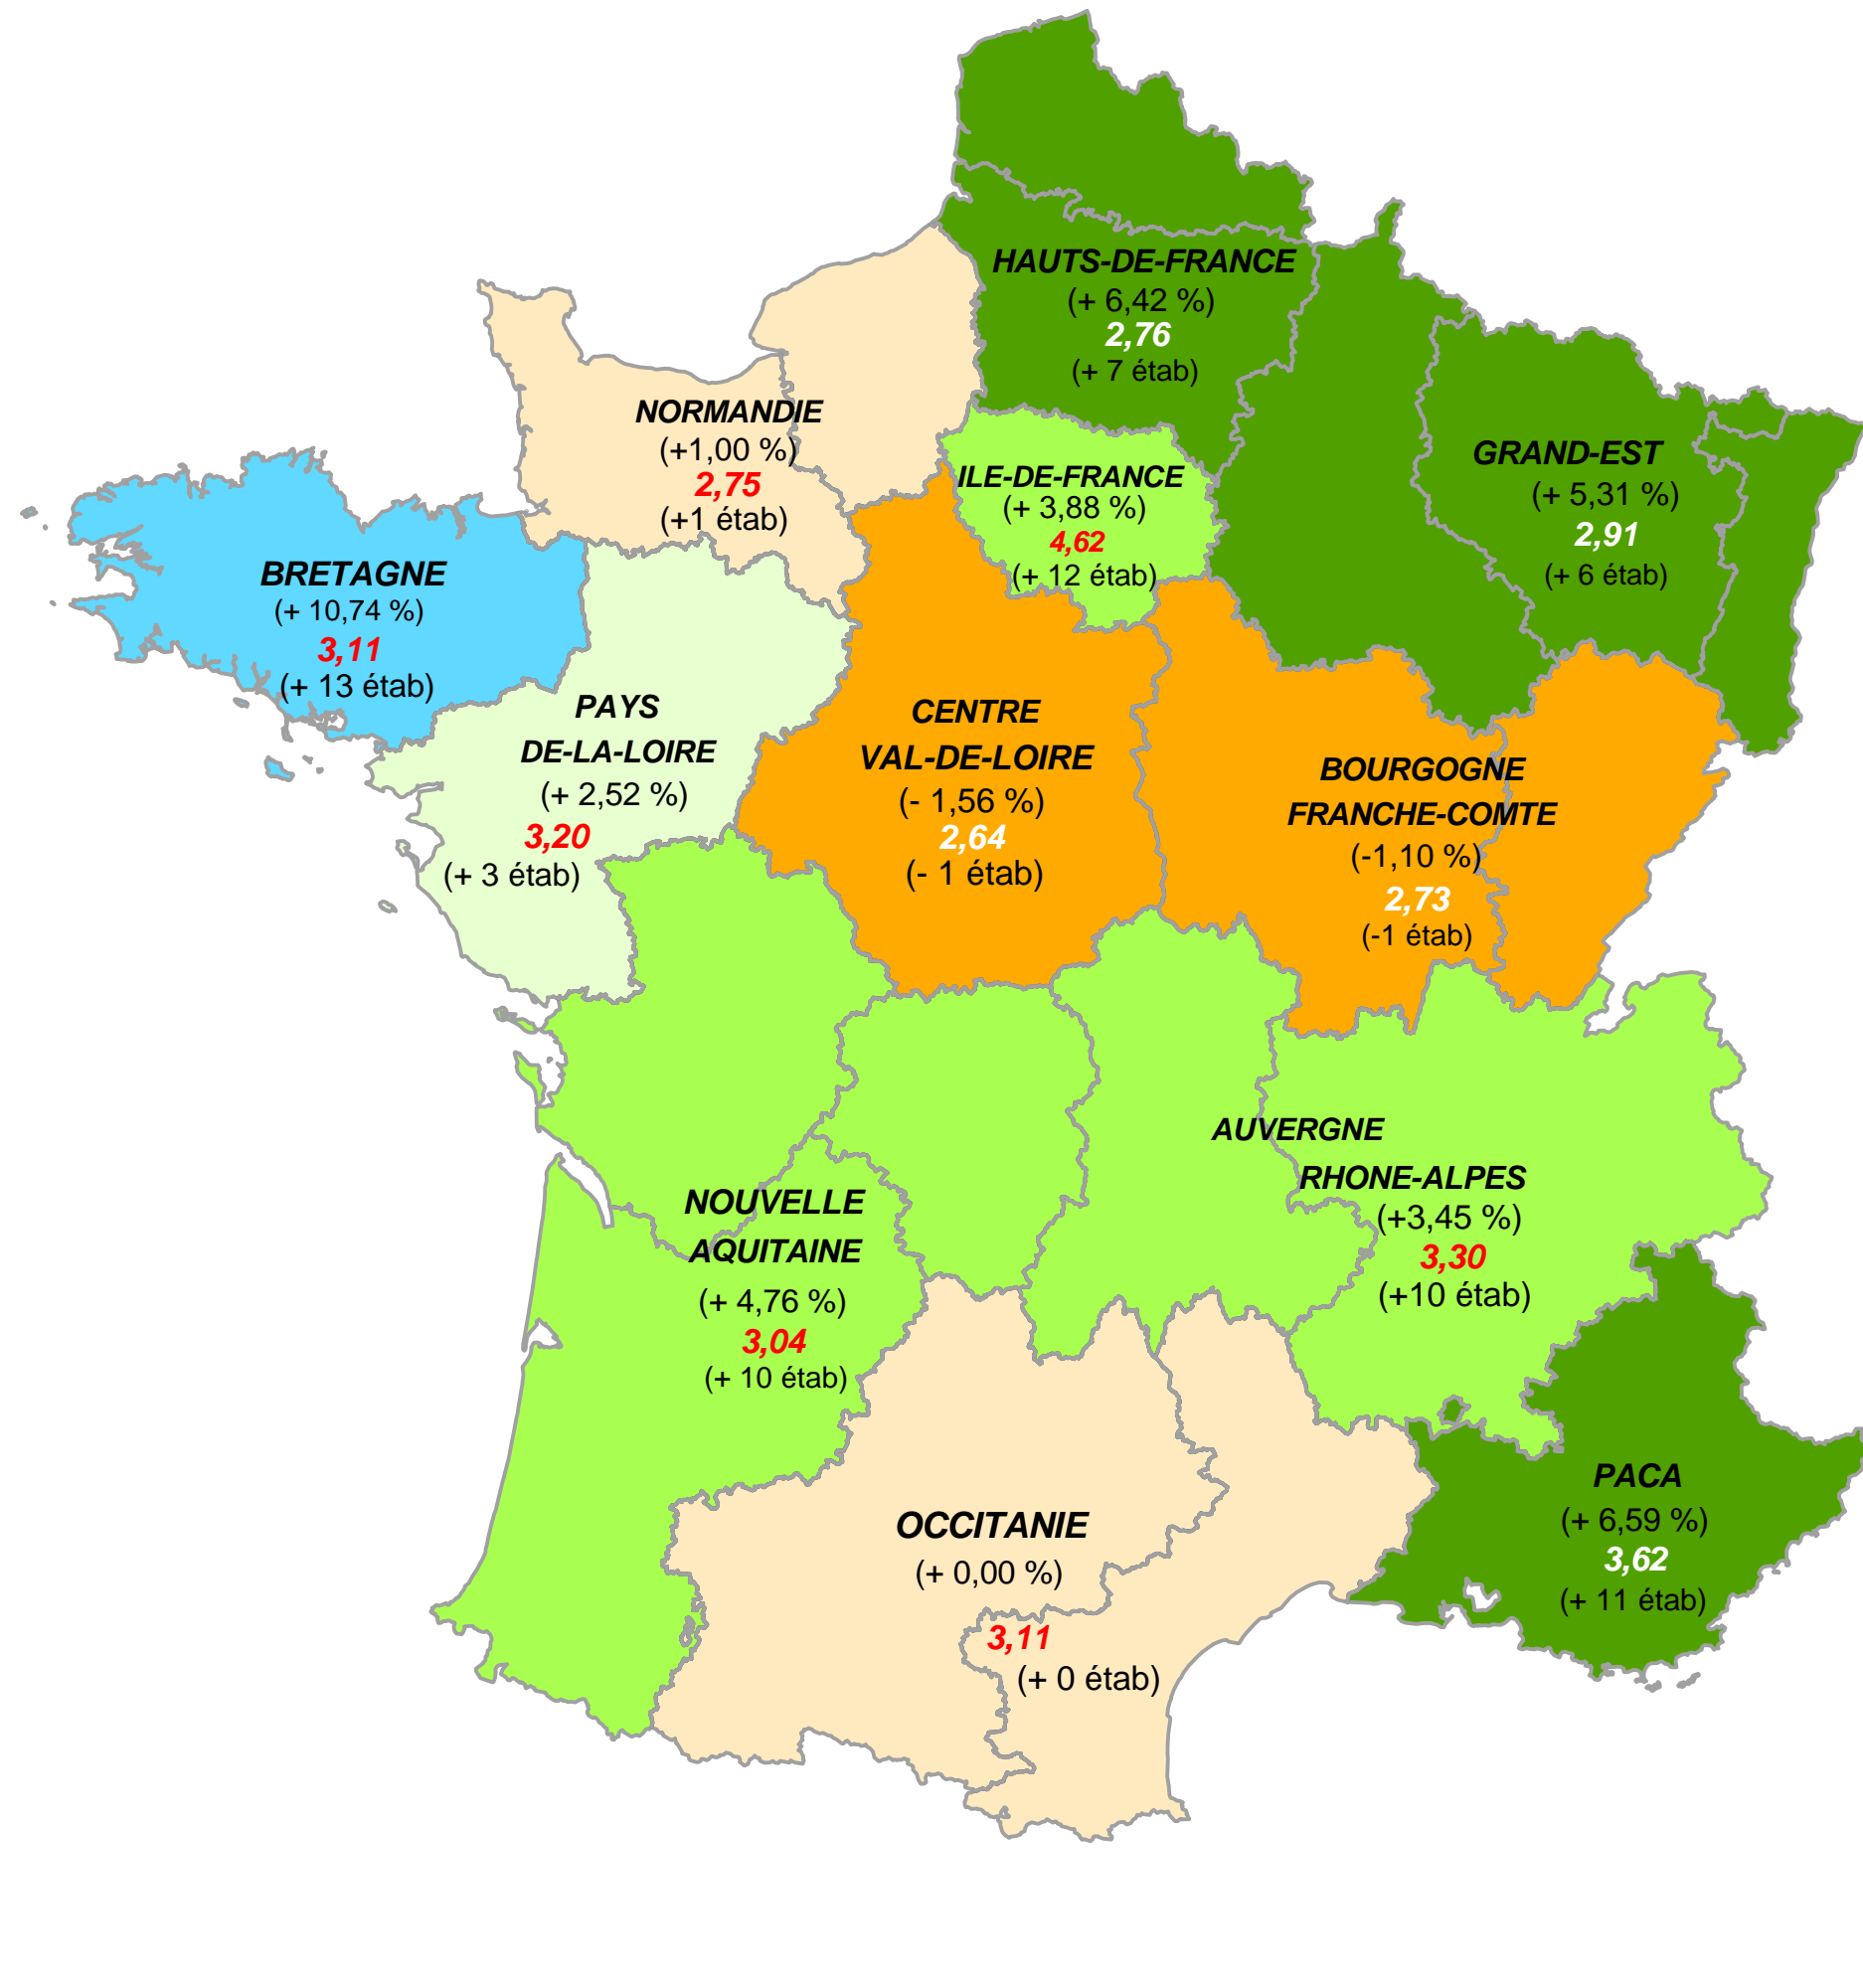 HAUTS-DE-FRANCE
(+ 6,42 %)
2,76
(+ 7 étab)
NORMANDIE
(+1,00 %)
2,75
(+1 étab)
ILE-DE-FRANCE
(+ 3,88 %)
4,62
(+ 12 étab)
GRAND-EST
(+ 5,31 %)
2,91
(+ 6 étab)
BRETAGNE
(+ 10,74 %)
3,11
(+ 13 étab)
PAYS
DE-LA-LOIRE
(+ 2,52 %)
3,20
(+ 3 étab)
CENTRE
VAL-DE-LOIRE
(- 1,56 %)
2,64
(- 1 étab)
BOURGOGNE
FRANCHE-COMTE
(-1,10 %)
2,73
(-1 étab)
AUVERGNE
RHONE-ALPES
(+3,45 %)
3,30
(+10 étab)
NOUVELLE
AQUITAINE
(+ 4,76 %)
3,04
(+ 10 étab)
OCCITANIE
(+ 0,00 %)
3,11
(+ 0 étab)
PACA
(+ 6,59 %)
3,62
(+ 11 étab)